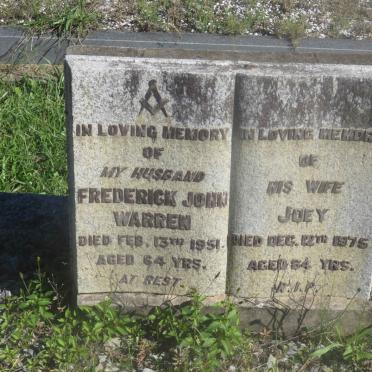 IN LOVING MEMORY
OF
MY HUSBAND
FREDERICK JOHN
WARREN
DIED FEB. 13TH 1951.
AGED 64 YRS.
AT REST.
IN LOVING MEMORY
OF
HIS WIFE
JOEY
DIED DEC. 12TH 1975
AGED 84 YRS.
R.I.P.